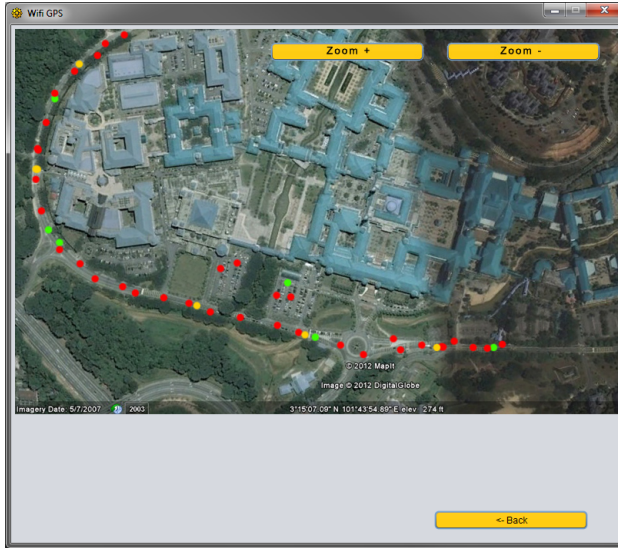 Wifi GPS
Zoom +
Zoom -
© 2012 MapIt
Image © 2012 DigitalGlobe
Imagery Date: 5/7/2007
2003
3°15'07.09" N 101°43'54.89" E elev 274 ft
<- Back